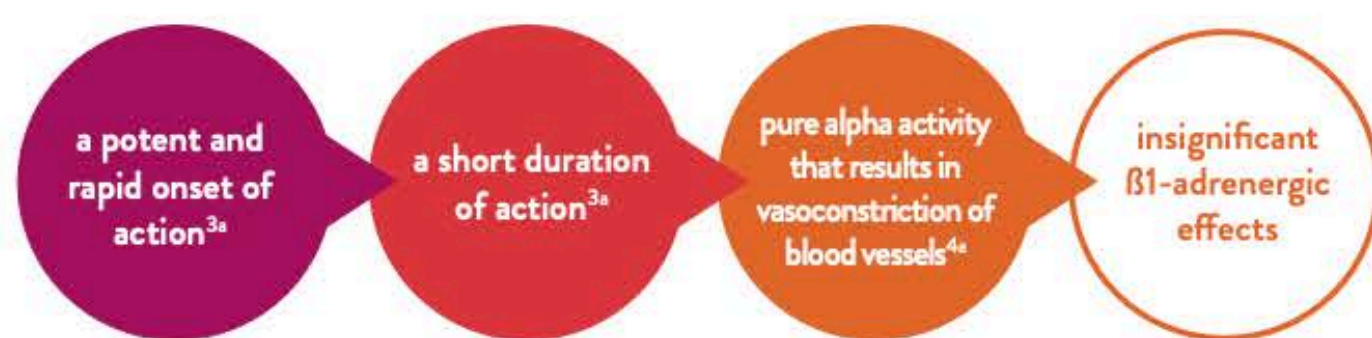 a potent and
rapid onset of
action3a
a short duration
of action3a
pure alpha activity
that results in
vasoconstriction of
blood vessels4a
insignificant
ß1-adrenergic
effects